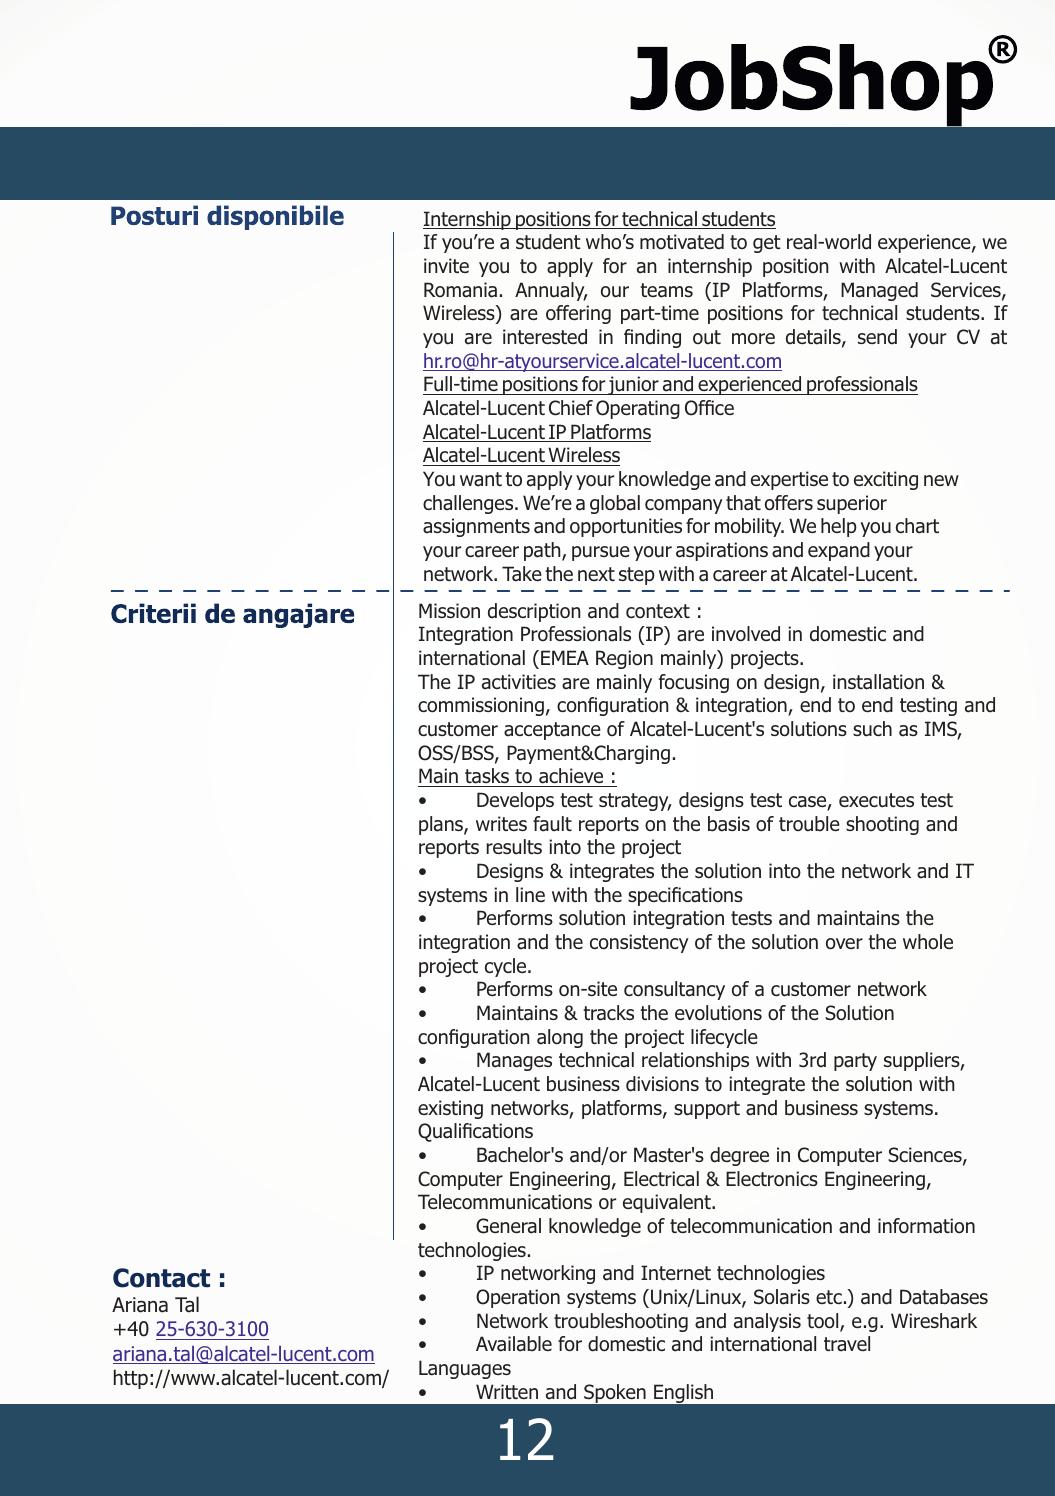 JobShop®
Posturi disponibile
Internship positions for technical students
If you’re a student who’s motivated to get real-world experience, we
invite you to apply for an internship position with Alcatel-Lucent
Romania. Annualy, our teams (IP Platforms, Managed Services,
Wireless) are offering part-time positions for technical students. If
you are interested in finding out more details, send your CV at
hr.ro@hr-atyourservice.alcatel-lucent.com
Full-time positions for junior and experienced professionals
Alcatel-Lucent Chief Operating Office
Alcatel-Lucent IP Platforms
Alcatel-Lucent Wireless
You want to apply your knowledge and expertise to exciting new
challenges. We’re a global company that offers superior
assignments and opportunities for mobility. We help you chart
your career path, pursue your aspirations and expand your
network. Take the next step with a career at Alcatel-Lucent.
Criterii de angajare
Mission description and context :
Integration Professionals (IP) are involved in domestic and
international (EMEA Region mainly) projects.
The IP activities are mainly focusing on design, installation &
commissioning, configuration & integration, end to end testing and
customer acceptance of Alcatel-Lucent's solutions such as IMS,
OSS/BSS, Payment&Charging.
Main tasks to achieve :
• Develops test strategy, designs test case, executes test
plans, writes fault reports on the basis of trouble shooting and
reports results into the project
• Designs & integrates the solution into the network and IT
systems in line with the specifications
• Performs solution integration tests and maintains the
integration and the consistency of the solution over the whole
project cycle.
• Performs on-site consultancy of a customer network
• Maintains & tracks the evolutions of the Solution
configuration along the project lifecycle
• Manages technical relationships with 3rd party suppliers,
Alcatel-Lucent business divisions to integrate the solution with
existing networks, platforms, support and business systems.
Qualifications
• Bachelor's and/or Master's degree in Computer Sciences,
Computer Engineering, Electrical & Electronics Engineering,
Telecommunications or equivalent.
• General knowledge of telecommunication and information
technologies.
• IP networking and Internet technologies
• Operation systems (Unix/Linux, Solaris etc.) and Databases
• Network troubleshooting and analysis tool, e.g. Wireshark
• Available for domestic and international travel
Languages
• Written and Spoken English
Contact :
Ariana Tal
+40 25-630-3100
ariana.tal@alcatel-lucent.com
http://www.alcatel-lucent.com/
12